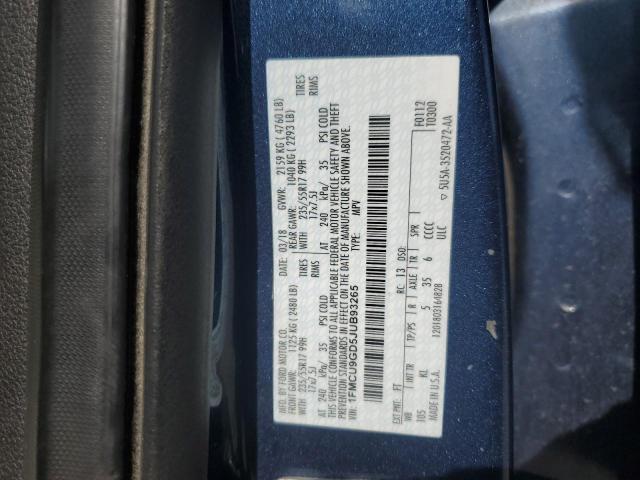 MFD. BY FORD MOTOR CO.
DATE: 03/18 GVWR: 2159 KG ( 4760 LB)
FRONT GAWR: 1125 KG ( 2480 LB) REAR GAWR: 1040 KG ( 2293 LB)
WITH 235/55R17 99H TIRES WITH 235/55R17 99H TIRES
17x7.5J RIMS 17x7.5J RIMS
AT 240 kPa/ 35 PSI COLD AT 240 kPa/ 35 PSI COLD
THIS VEHICLE CONFORMS TO ALL APPLICABLE FEDERAL MOTOR VEHICLE SAFETY AND THEFT
PREVENTION STANDARDS IN EFFECT ON THE DATE OF MANUFACTURE SHOWN ABOVE.
VIN: 1FMCU9GD5JUB93265 TYPE: MPV
EXT PNT: FT RC: 13 DSO: F0112
T0300
WB INT TR TP/PS R AXLE TR SPR
105 KL 5 35 6 CCCC
ULC
MADE IN U.S.A. 1201803164828 5U5A-3520472-AA